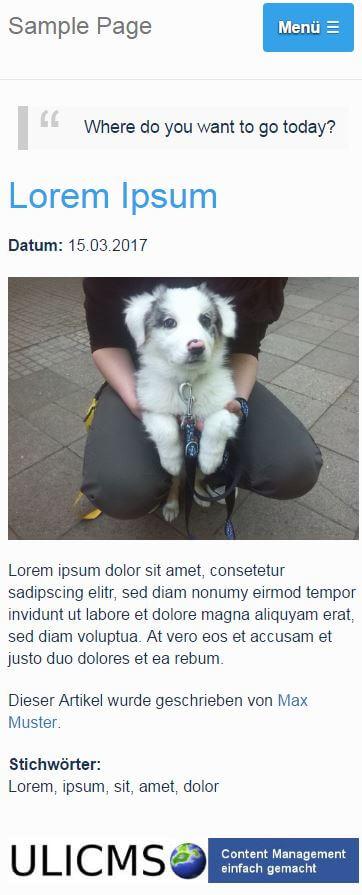 Sample Page
Menü ☰
“ Where do you want to go today?
Lorem Ipsum
Datum: 15.03.2017
Lorem ipsum dolor sit amet, consetetur
sadipscing elitr, sed diam nonumy eirmod tempor
invidunt ut labore et dolore magna aliquyam erat,
sed diam voluptua. At vero eos et accusam et
justo duo dolores et ea rebum.
Dieser Artikel wurde geschrieben von Max
Muster.
Stichwörter:
Lorem, ipsum, sit, amet, dolor
ULICMS
Content Management
einfach gemacht